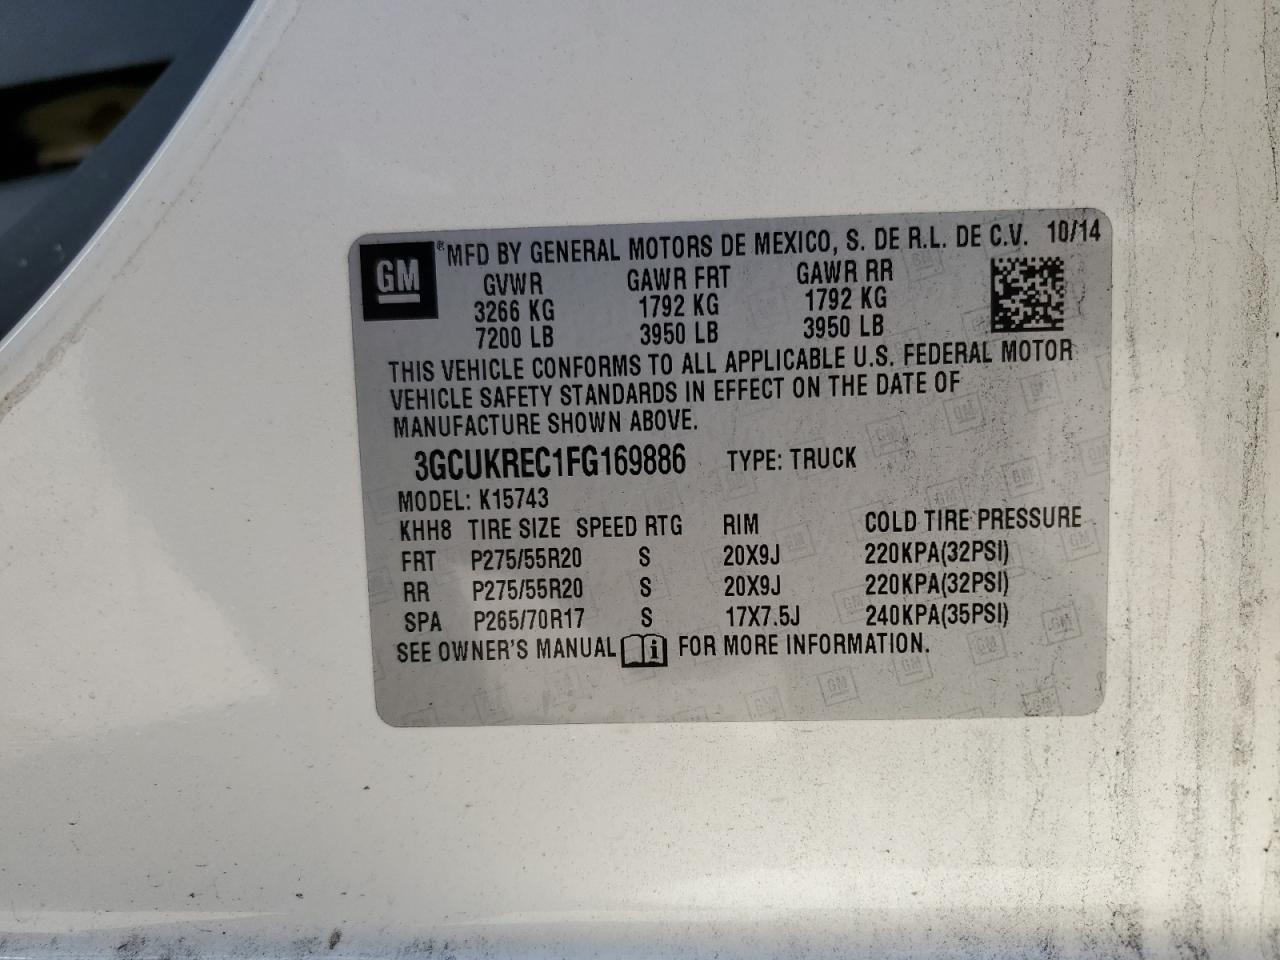 GM ® MFD BY GENERAL MOTORS DE MEXICO, S. DE R.L. DE C.V. 10/14
GVWR GAWR FRT GAWR RR
3266 KG 1792 KG 1792 KG
7200 LB 3950 LB 3950 LB
THIS VEHICLE CONFORMS TO ALL APPLICABLE U.S. FEDERAL MOTOR
VEHICLE SAFETY STANDARDS IN EFFECT ON THE DATE OF
MANUFACTURE SHOWN ABOVE.
3GCUKREC1FG169886 TYPE: TRUCK
MODEL: K15743
KHH8 TIRE SIZE SPEED RTG RIM COLD TIRE PRESSURE
FRT P275/55R20 S 20X9J 220KPA(32PSI)
RR P275/55R20 S 20X9J 220KPA(32PSI)
SPA P265/70R17 S 17X7.5J 240KPA(35PSI)
SEE OWNER'S MANUAL i FOR MORE INFORMATION.